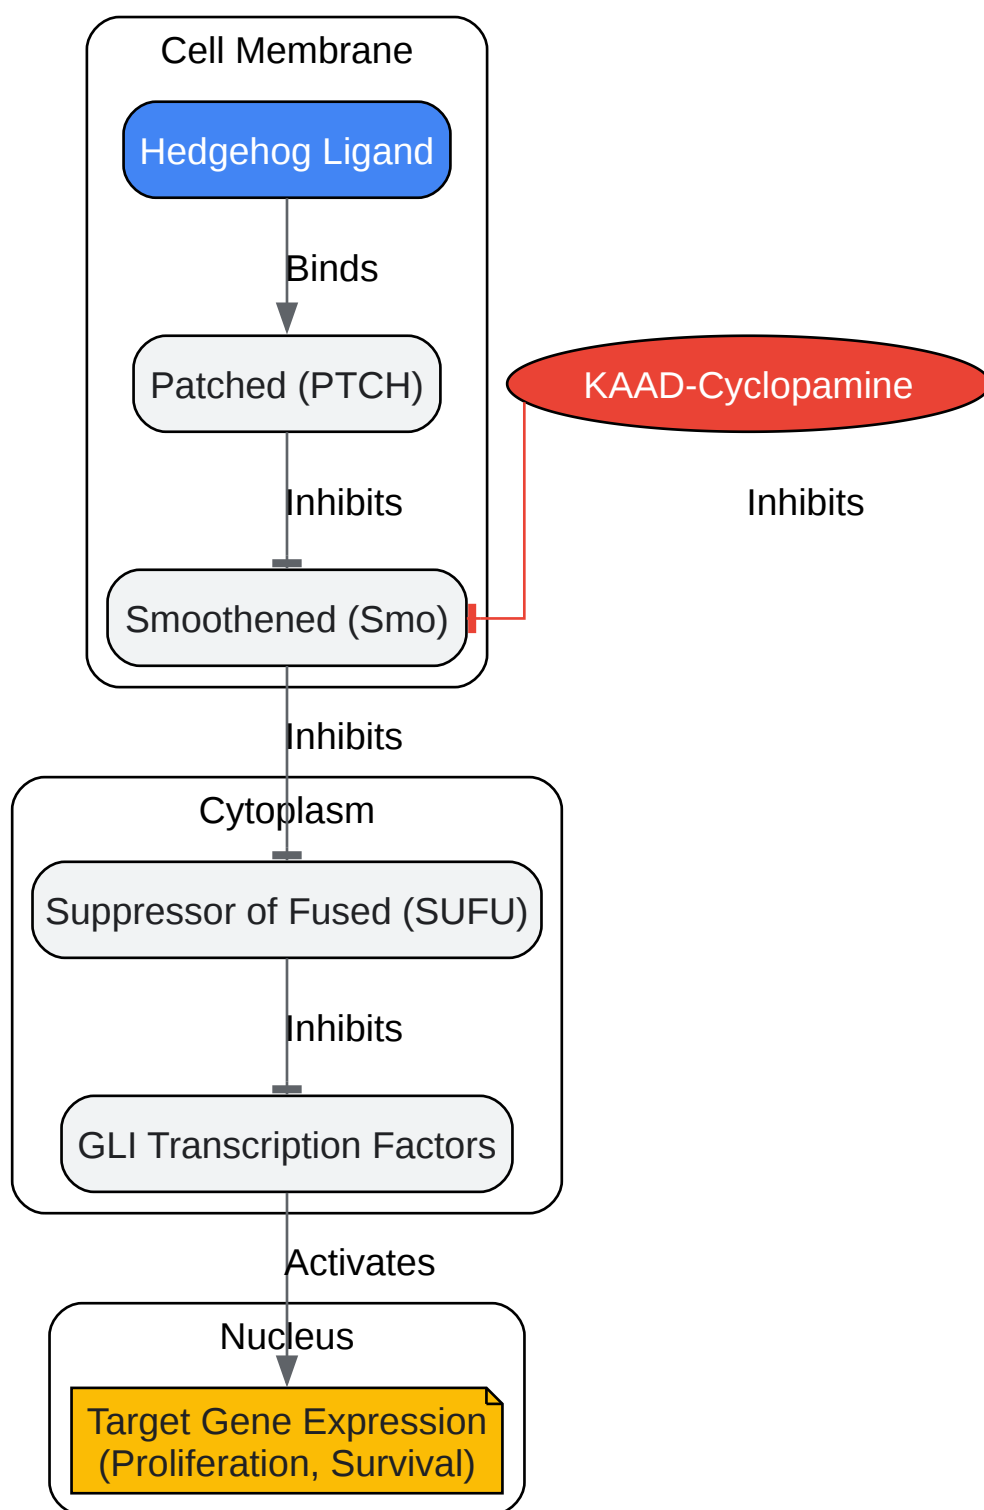 Cell Membrane
Hedgehog Ligand
Binds
Patched (PTCH)
KAAD-Cyclopamine
Inhibits
Inhibits
Smoothened (Smo)
Inhibits
Cytoplasm
Suppressor of Fused (SUFU)
Inhibits
GLI Transcription Factors
Activates
Nucleus
Target Gene Expression
(Proliferation, Survival)